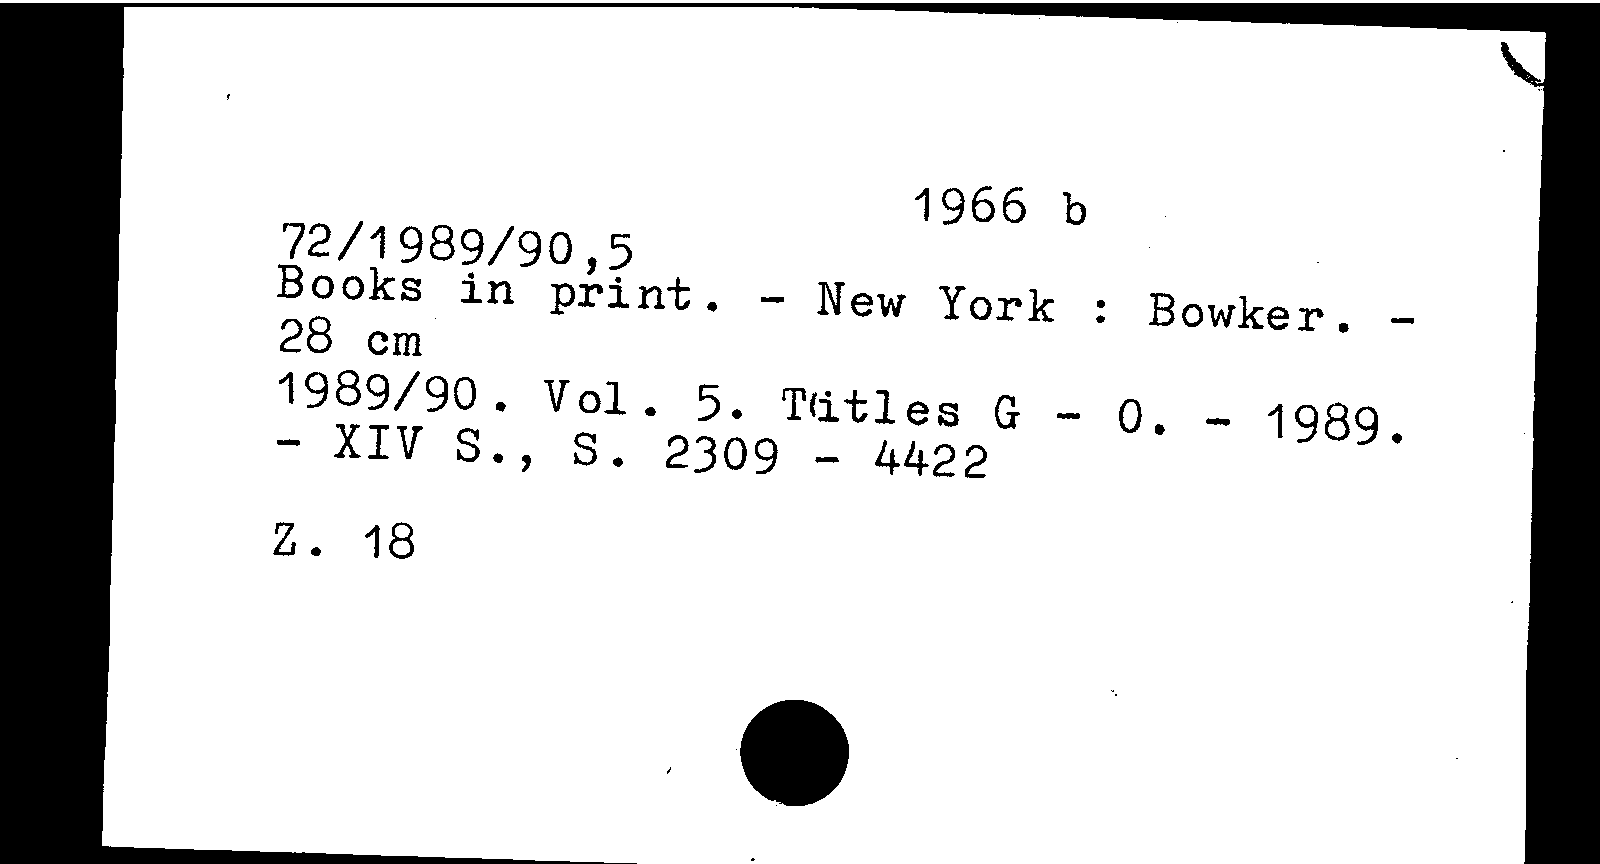 1966 b
72/1989/90,5
Books in print. - New York : Bowker. -
28 cm
1989/90. Vol. 5. Titles G - O. - 1989.
- XIV S., S. 2309 - 4422
Z. 18